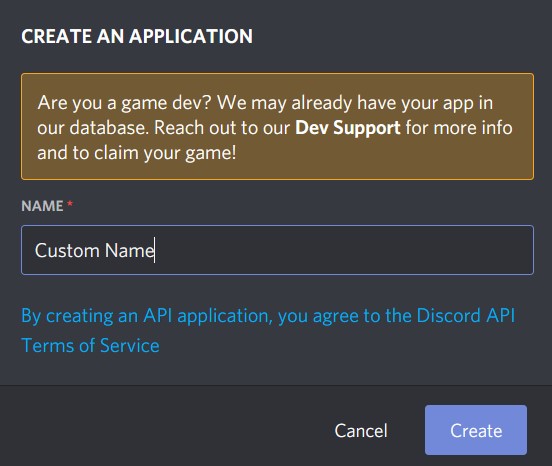 CREATE AN APPLICATION
Are you a game dev? We may already have your app in
our database. Reach out to our Dev Support for more info
and to claim your game!
NAME *
Custom Name
By creating an API application, you agree to the Discord API
Terms of Service
Cancel
Create